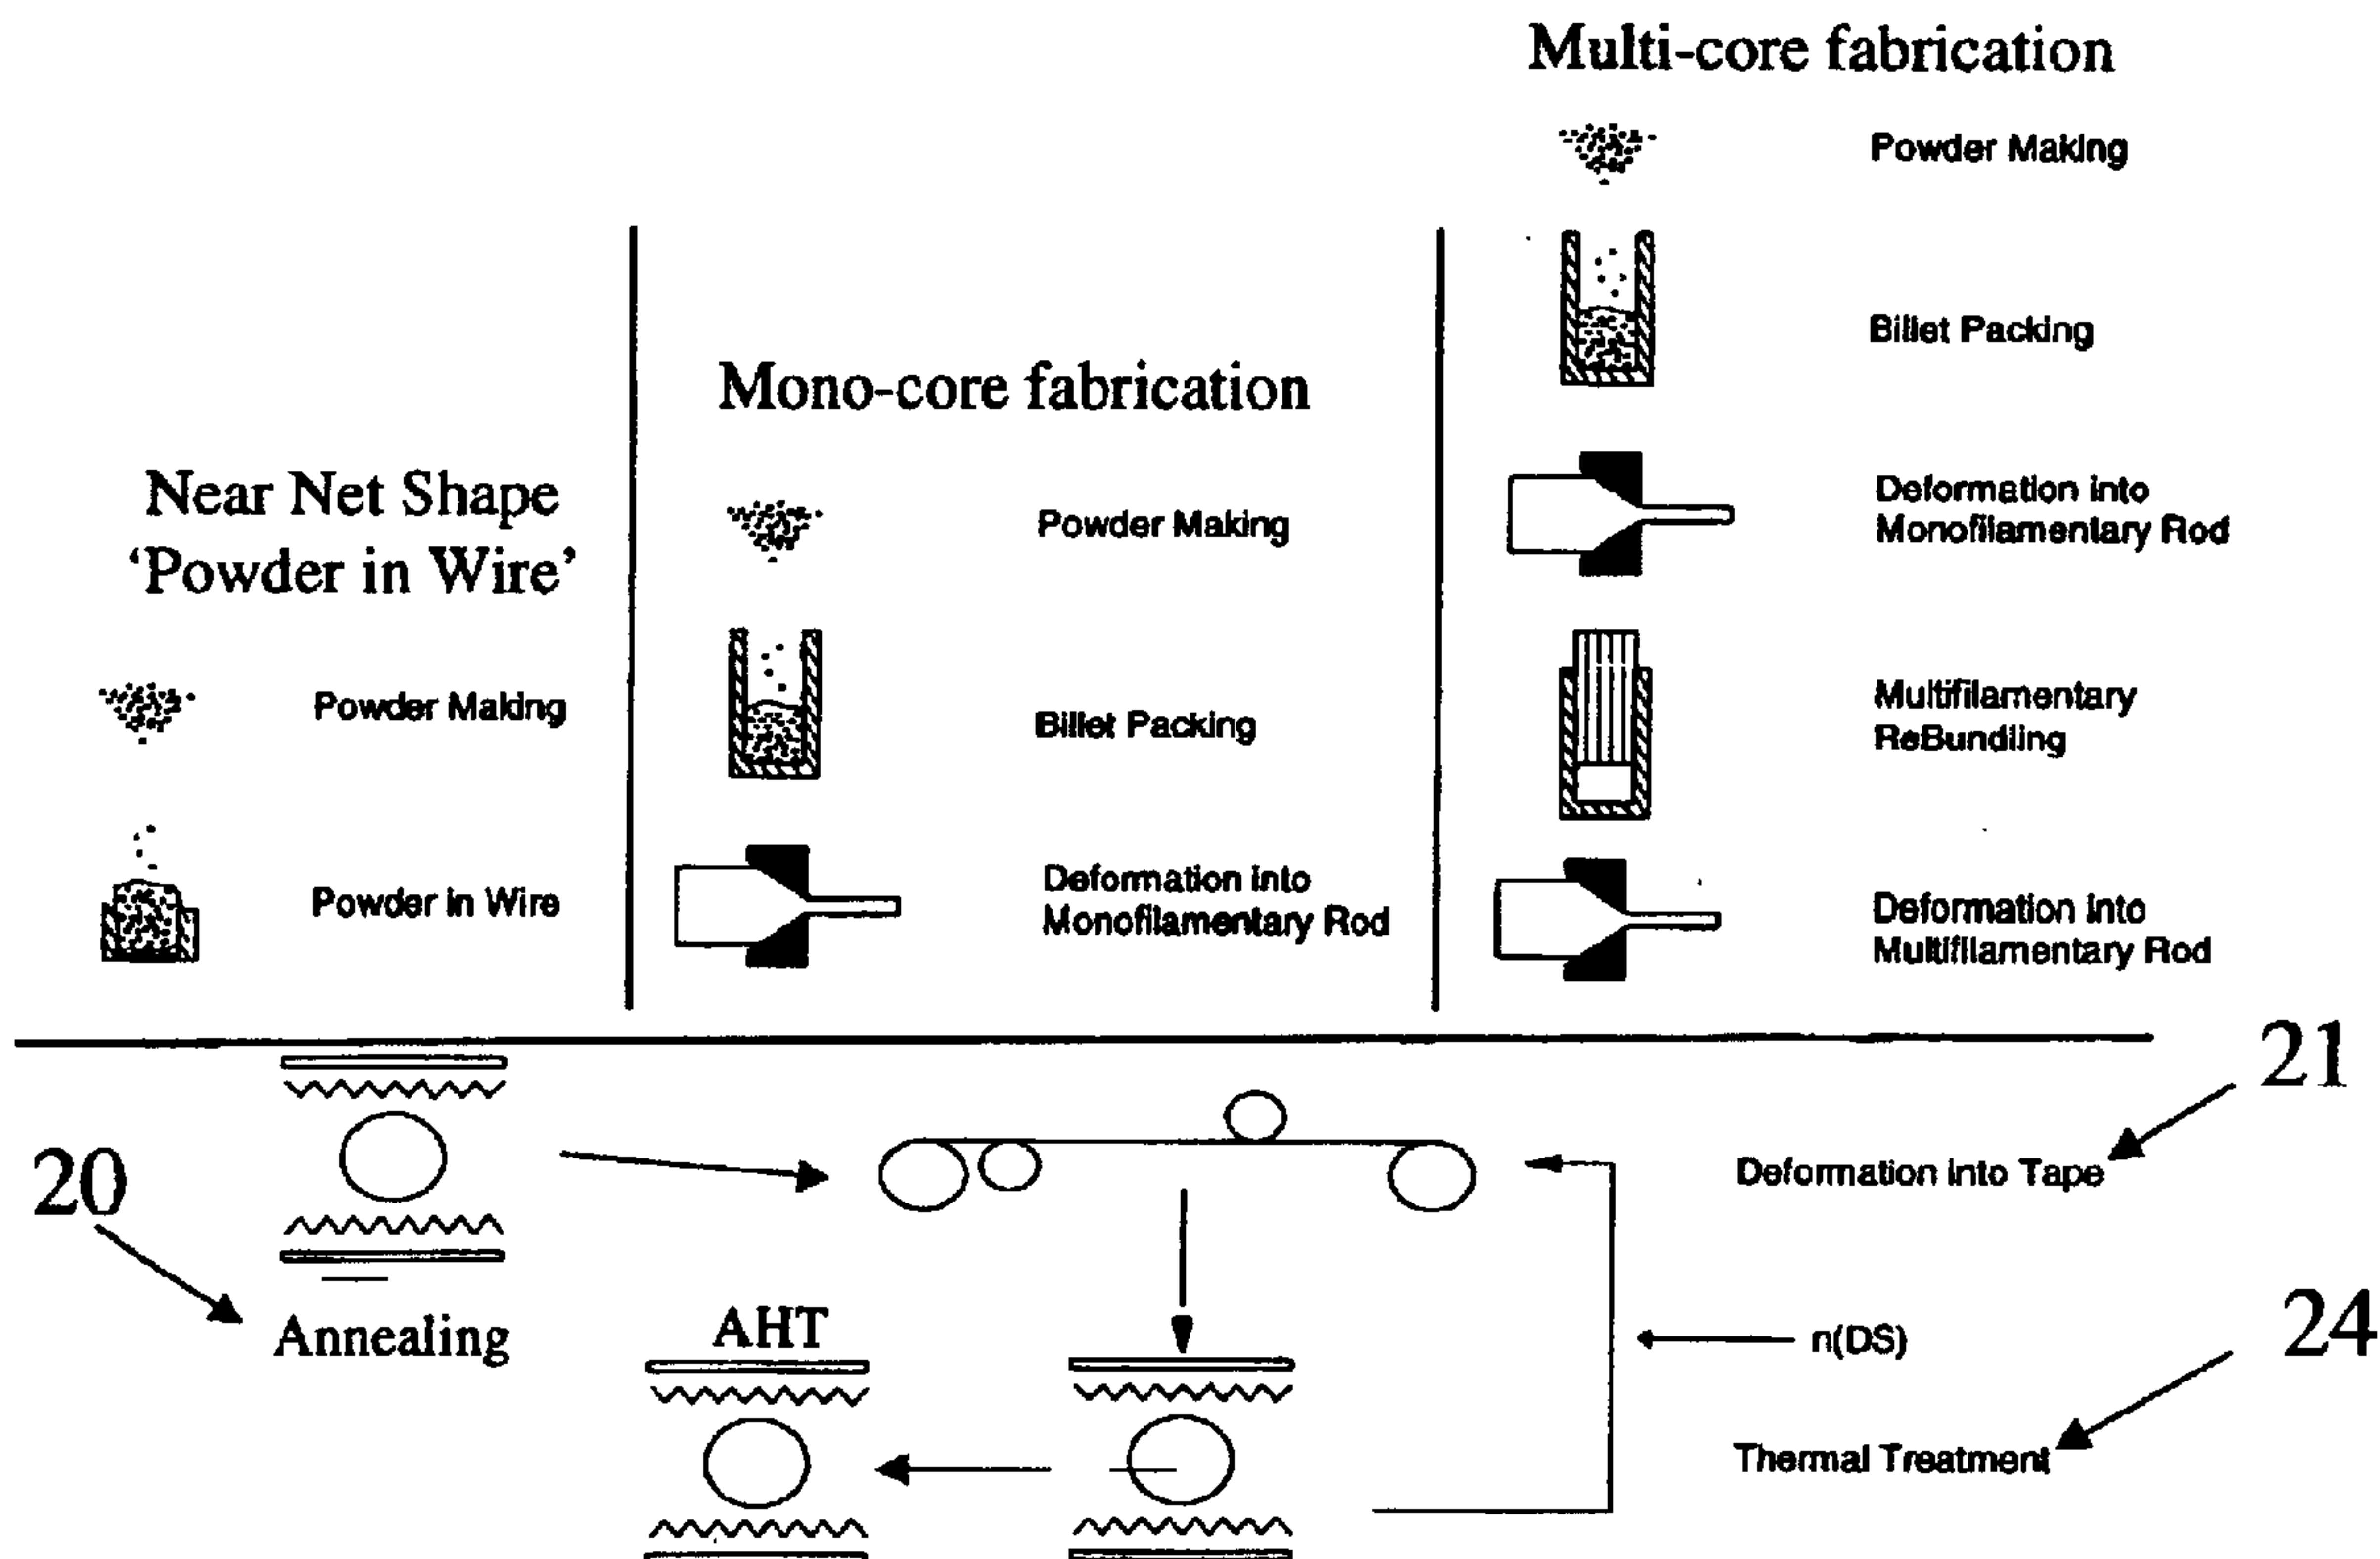 Near Net Shape
‘Powder in Wire’
Powder Making
Powder in Wire
Mono-core fabrication
Powder Making
Billet Packing
Deformation into
Monofilamentary Rod
Multi-core fabrication
Powder Making
Billet Packing
Deformation into
Monofilamentary Rod
Multifilamentary
ReBundling
Deformation into
Multifilamentary Rod
21
Deformation into Tape
20
Annealing
AHT
n(DS)
24
Thermal Treatment